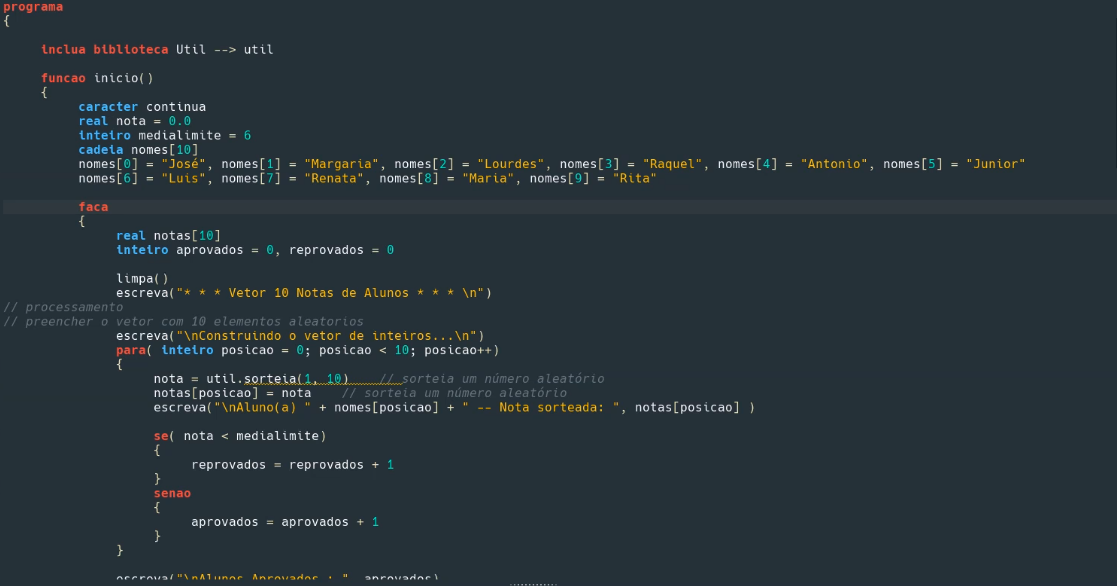 programa
{
inclua biblioteca Util --> util
funcao inicio()
{
caracter continua
real nota = 0.0
inteiro medialimite = 6
cadeia nomes[10]
nomes[0] = "José", nomes[1] = "Margaria", nomes[2] = "Lourdes", nomes[3] = "Raquel", nomes[4] = "Antonio", nomes[5] = "Junior"
nomes[6] = "Luis", nomes[7] = "Renata", nomes[8] = "Maria", nomes[9] = "Rita"
faca
{
real notas[10]
inteiro aprovados = 0, reprovados = 0
limpa()
escreva("* * * Vetor 10 Notas de Alunos * * * \n")
// processamento
// preencher o vetor com 10 elementos aleatorios
escreva("\nConstruindo o vetor de inteiros...\n")
para( inteiro posicao = 0; posicao < 10; posicao++)
{
nota = util.sorteia(1, 10) // sorteia um número aleatório
notas[posicao] = nota // sorteia um número aleatório
escreva("\nAluno(a) " + nomes[posicao] + " -- Nota sorteada: ", notas[posicao] )
se( nota < medialimite)
{
reprovados = reprovados + 1
}
senao
{
aprovados = aprovados + 1
}
}
escreva("\nAlunos Aprovados : ", aprovados)